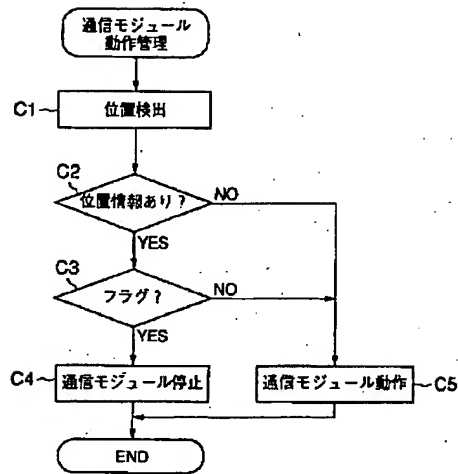 通信モジュール
動作管理
C1
位置検出
C2
位置情報あり?
NO
YES
C3
フラグ?
NO
YES
C4
通信モジュール停止
通信モジュール動作
C5
END